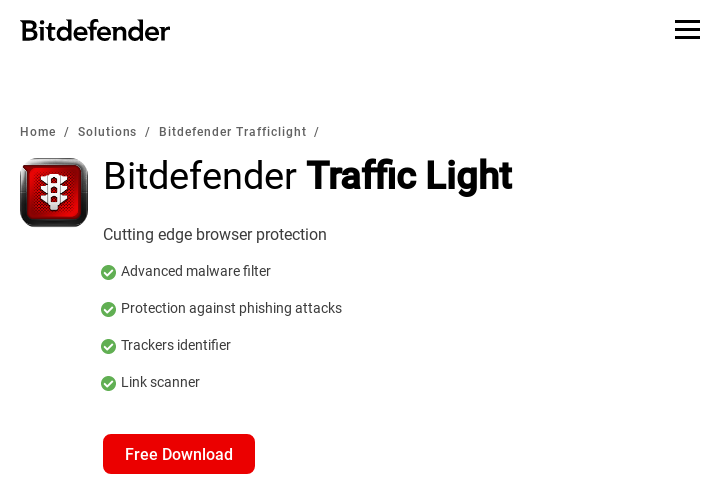 Bitdefender
Home / Solutions / Bitdefender Trafficlight /
Bitdefender Traffic Light
Cutting edge browser protection
Advanced malware filter
Protection against phishing attacks
Trackers identifier
Link scanner
Free Download